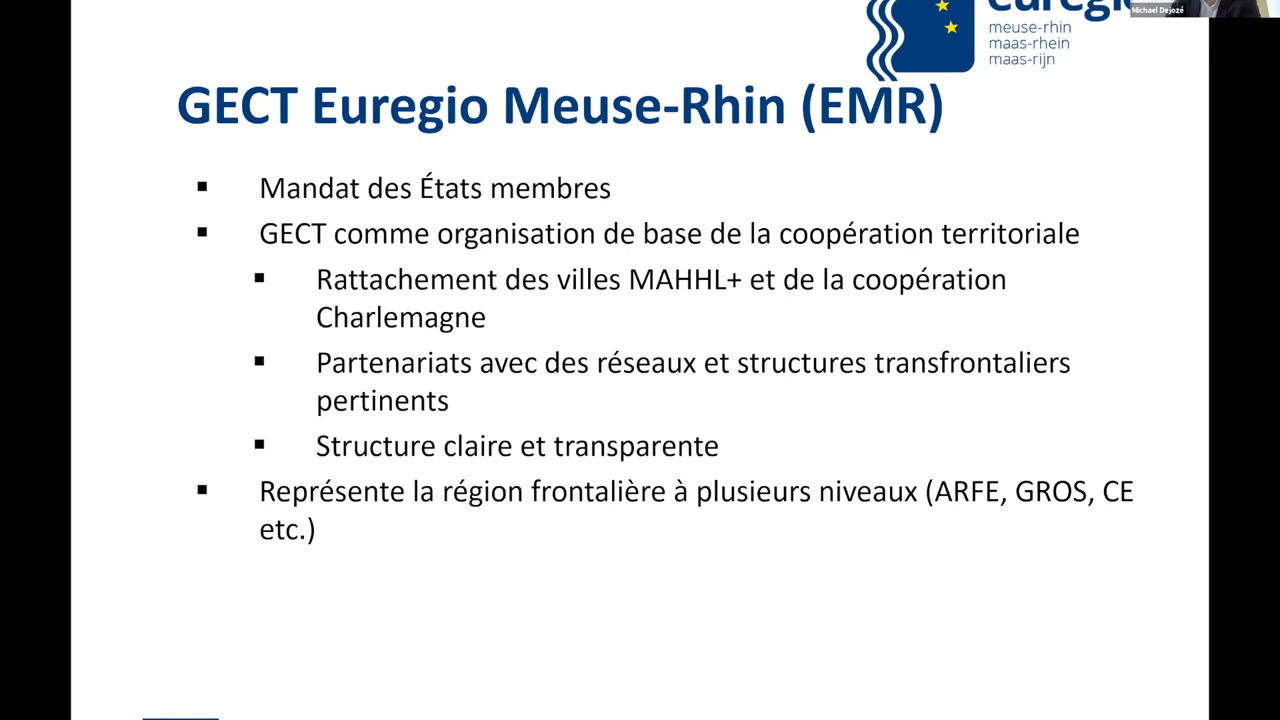 Michael Dejozé
meuse-rhin
maas-rhein
maas-rijn
GECT Euregio Meuse-Rhin (EMR)
▪ Mandat des États membres
▪ GECT comme organisation de base de la coopération territoriale
▪ Rattachement des villes MAHHL+ et de la coopération
Charlemagne
▪ Partenariats avec des réseaux et structures transfrontaliers
pertinents
▪ Structure claire et transparente
▪ Représente la région frontalière à plusieurs niveaux (ARFE, GROS, CE
etc.)